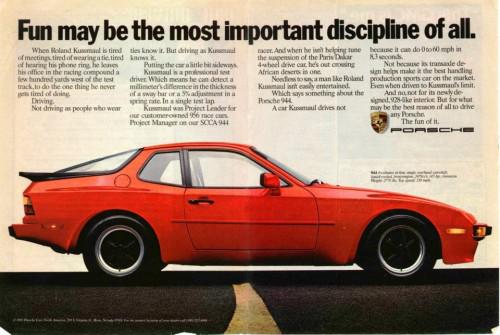 Fun may be the most important discipline of all.
When Roland Kussmaul is tired
of meetings, tired of wearing a tie, tired
of hearing his phone ring, he leaves
his office in the racing compound a
few hundred yards west of the test
track, to do the one thing he never
gets tired of doing.
Driving.
Not driving as people who wear
ties know it. But driving as Kussmaul
knows it.
Putting the car a little bit sideways.
Kussmaul is a professional test
driver. Which means he can detect a
millimeter's difference in the thickness
of a sway bar or a 5% adjustment in a
spring rate. In a single test lap.
Kussmaul was Project Leader for
our customer-owned 956 race cars.
Project Manager on our SCCA 944
racer. And when he isn't helping tune
the suspension of the Paris/Dakar
4-wheel drive car, he's out crossing
African deserts in one.
Needless to say, a man like Roland
Kussmaul isn't easily entertained.
Which says something about the
Porsche 944.
A car Kussmaul drives not
because it can do 0 to 60 mph in
8.3 seconds.
Not because its transaxle de-
sign helps make it the best handling
production sports car on the market.
Even when driven to Kussmaul's limit.
And no, not for its newly de-
signed, 928-like interior. But for what
may be the best reason of all to drive
any Porsche.
The fun of it.
PORSCHE